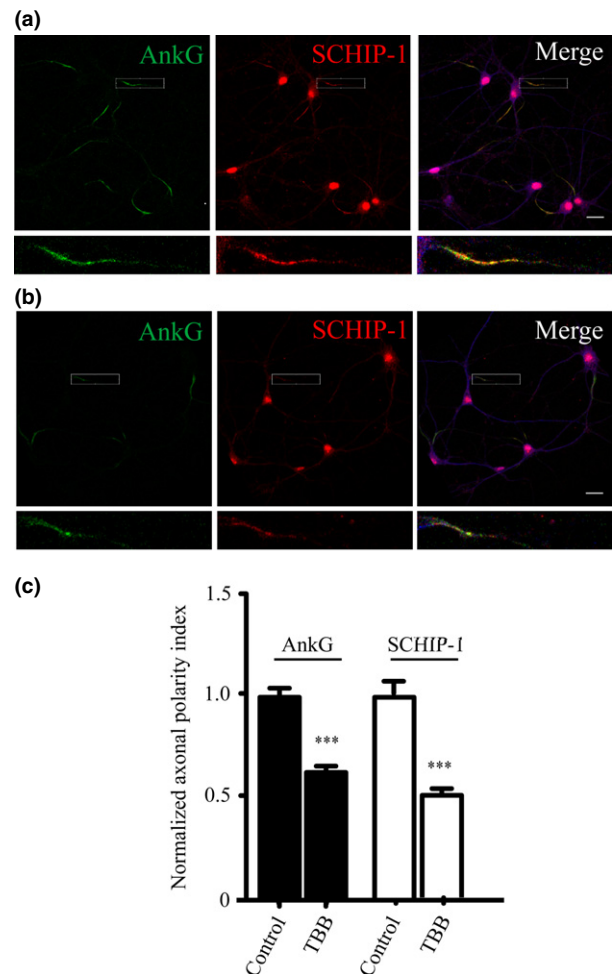 (a)
AnkG SCHIP-1 Merge
(b)
AnkG SCHIP-1 Merge
(c)
Normalized axonal polarity index
1.5
1.0
0.5
0
AnkG SCHIP-1
*** ***
Control TBB Control TBB